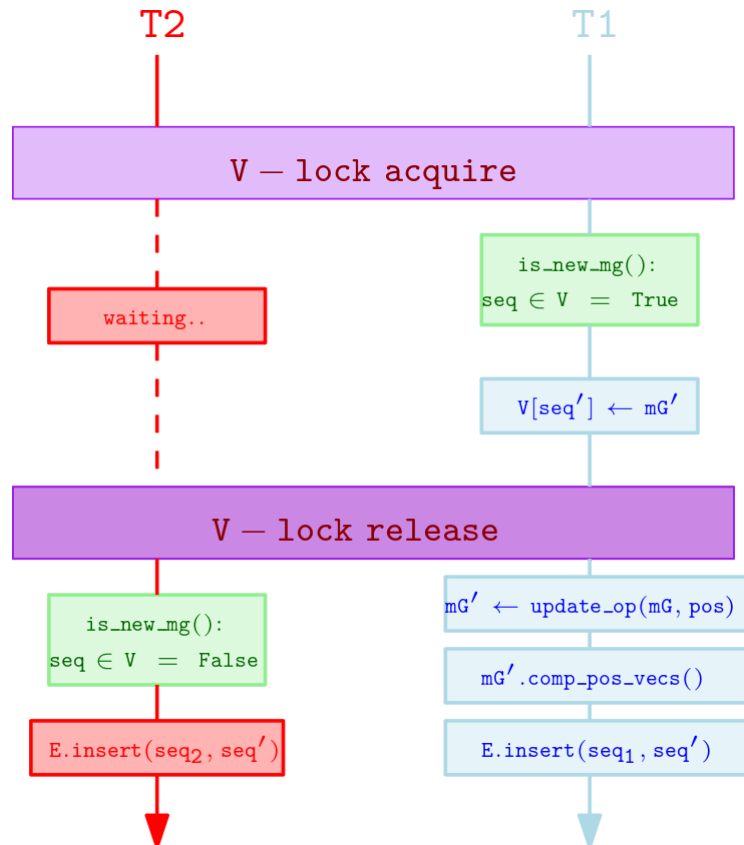 T2 T1
V – lock acquire
is_new_mg():
seq ∈ V = True
waiting..
V[seq′] ← mG′
V – lock release
mG′ ← update_op(mG, pos)
is_new_mg():
seq ∈ V = False
mG′.comp_pos_vecs()
E.insert(seq₂, seq′) E.insert(seq₁, seq′)